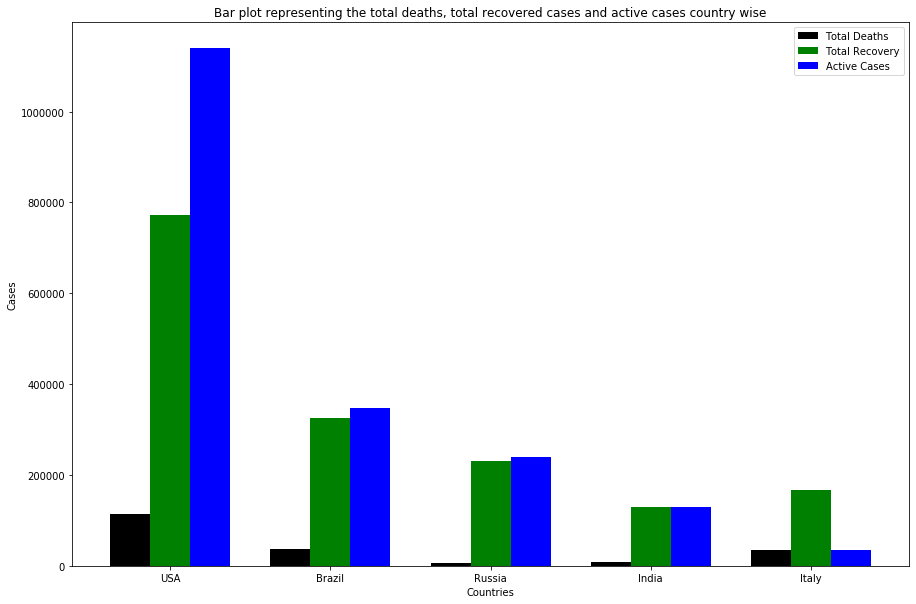 Bar plot representing the total deaths, total recovered cases and active cases country wise
Total Deaths
Total Recovery
Active Cases
1000000
800000
600000
400000
200000
0
Cases
USA
Brazil
Russia
India
Italy
Countries